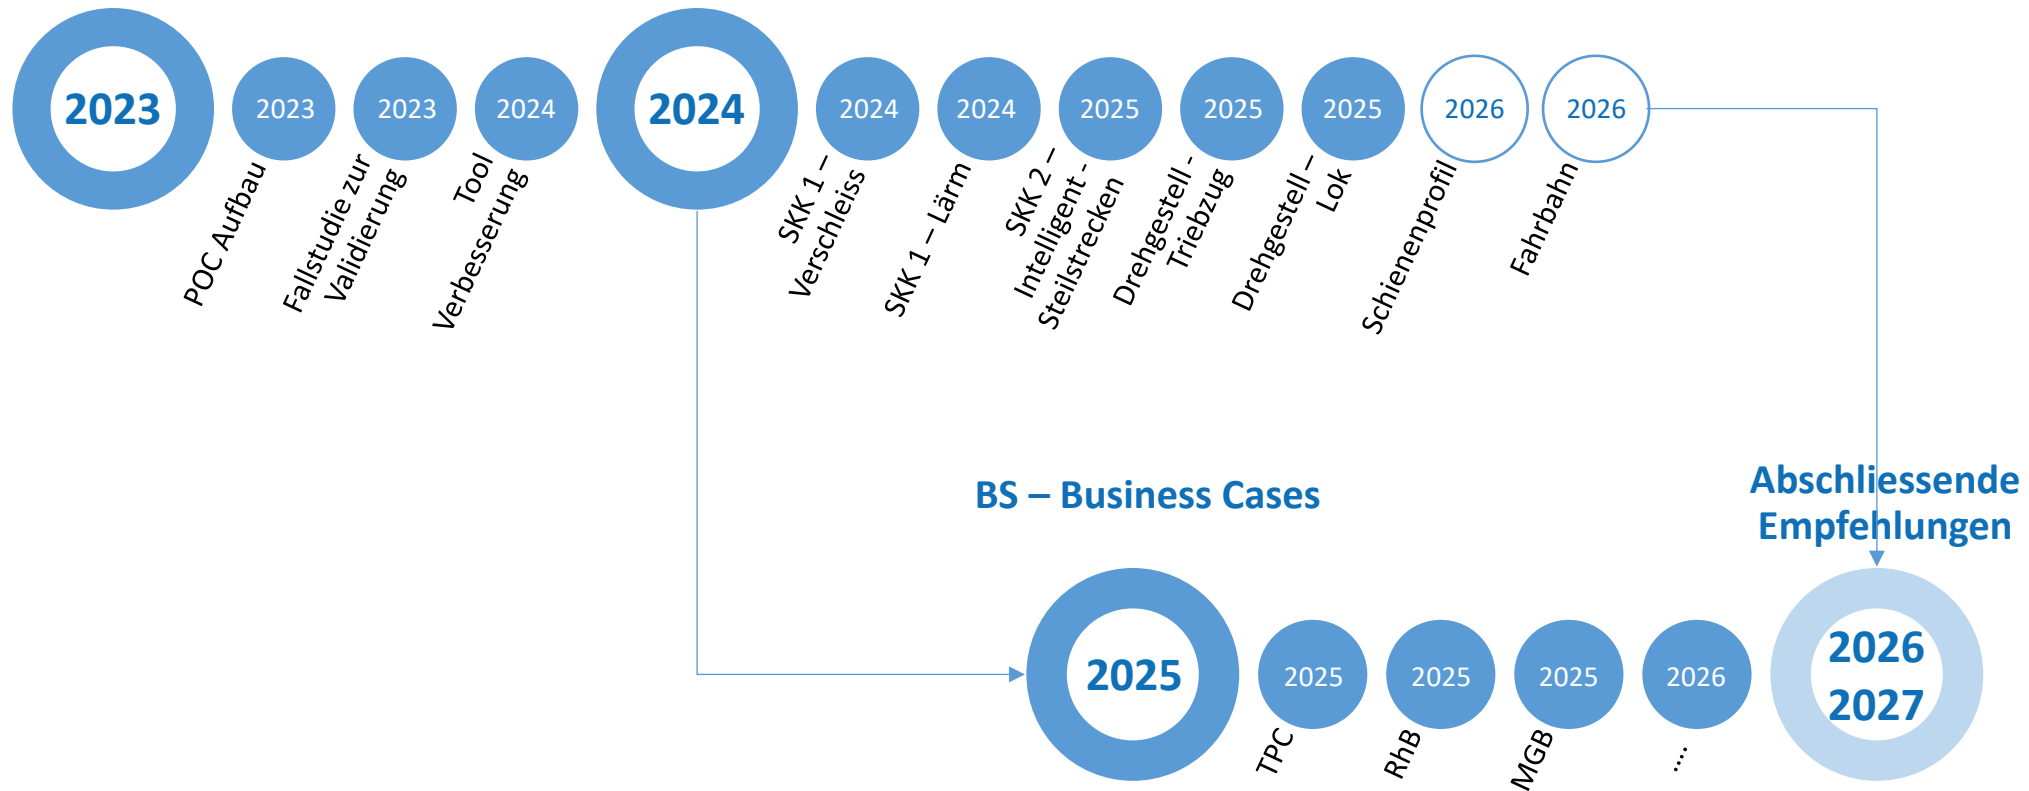 2023
2023
POC Aufbau
2023
Fallstudie zur
Validierung
2024
Tool
Verbesserung
2024
2024
SKK 1 –
Verschleiss
2024
SKK 1 – Lärm
2025
SKK 2 –
Intelligent -
Steilstrecken
2025
Drehgestell -
Triebzug
2025
Drehgestell –
Lok
2026
Schienenprofil
2026
Fahrbahn
BS – Business Cases
Abschliessende
Empfehlungen
2025
2025
TPC
2025
RhB
2025
MGB
2026
....
2026
2027